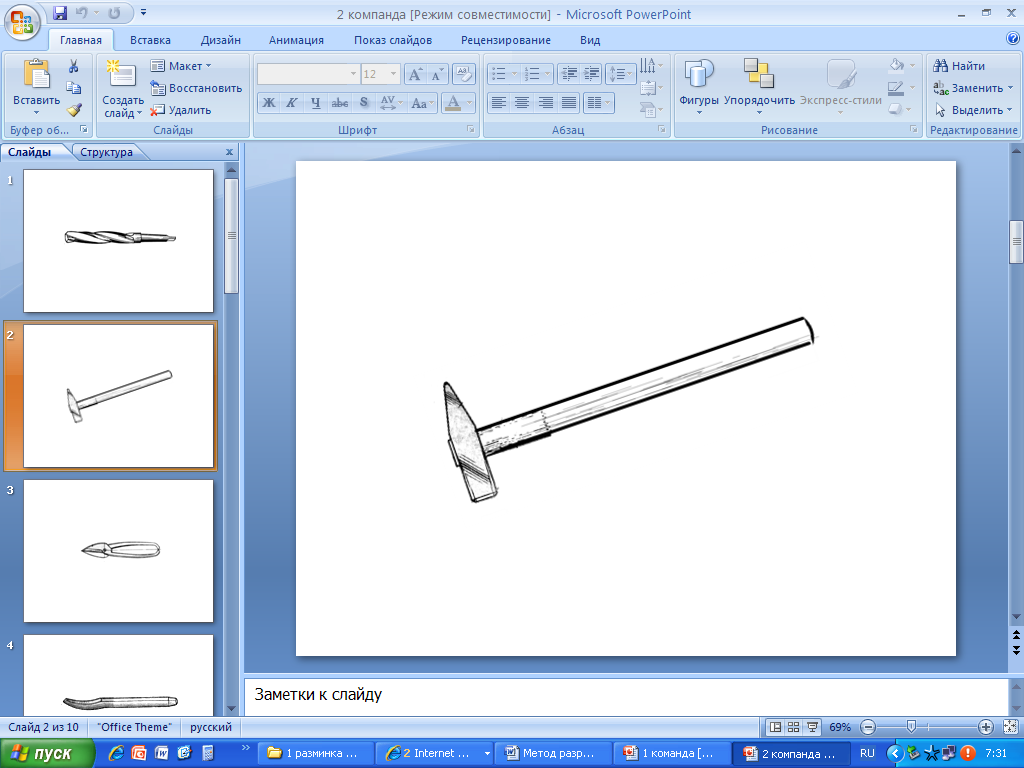 2 компанда [Режим совместимости] - Microsoft PowerPoint
Главная Вставка Дизайн Анимация Показ слайдов Рецензирование Вид
Вставить
Создать слайд
Макет
Восстановить
Удалить
12
Ж К Ч abc S AV Aa A
Фигуры Упорядочить Экспресс-стили
Найти
Заменить
Выделить
Буфер об... Слайды Шрифт Абзац Рисование Редактирование
Слайды Структура x
1
2
3
4
Заметки к слайду
Слайд 2 из 10 "Office Theme" русский 69%
пуск 1 разминка ... 2 Internet ... Метод разр... 1 команда [... 2 компанда ... RU 7:31